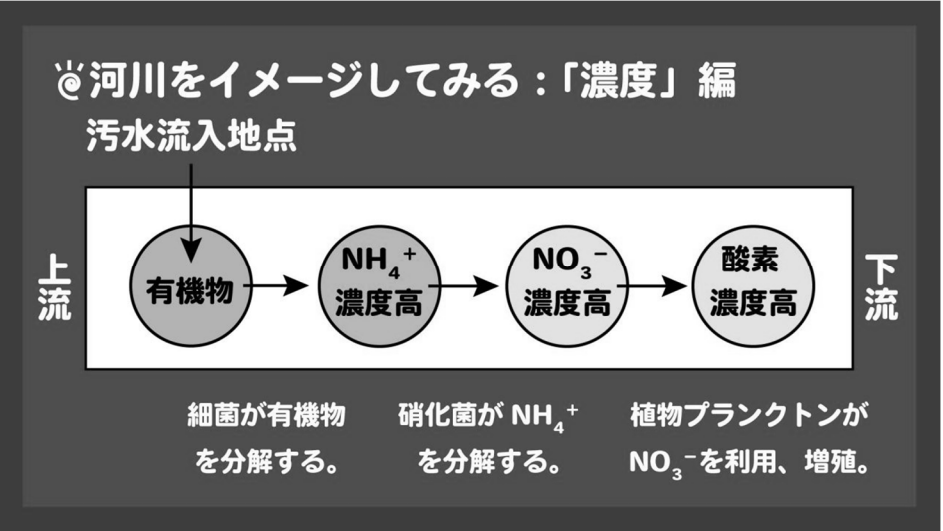 河川をイメージしてみる:「濃度」編
汚水流入地点
上流
有機物
NH₄⁺
濃度高
NO₃⁻
濃度高
酸素
濃度高
下流
細菌が有機物
を分解する。
硝化菌が NH₄⁺
を分解する。
植物プランクトンが
NO₃⁻を利用、増殖。